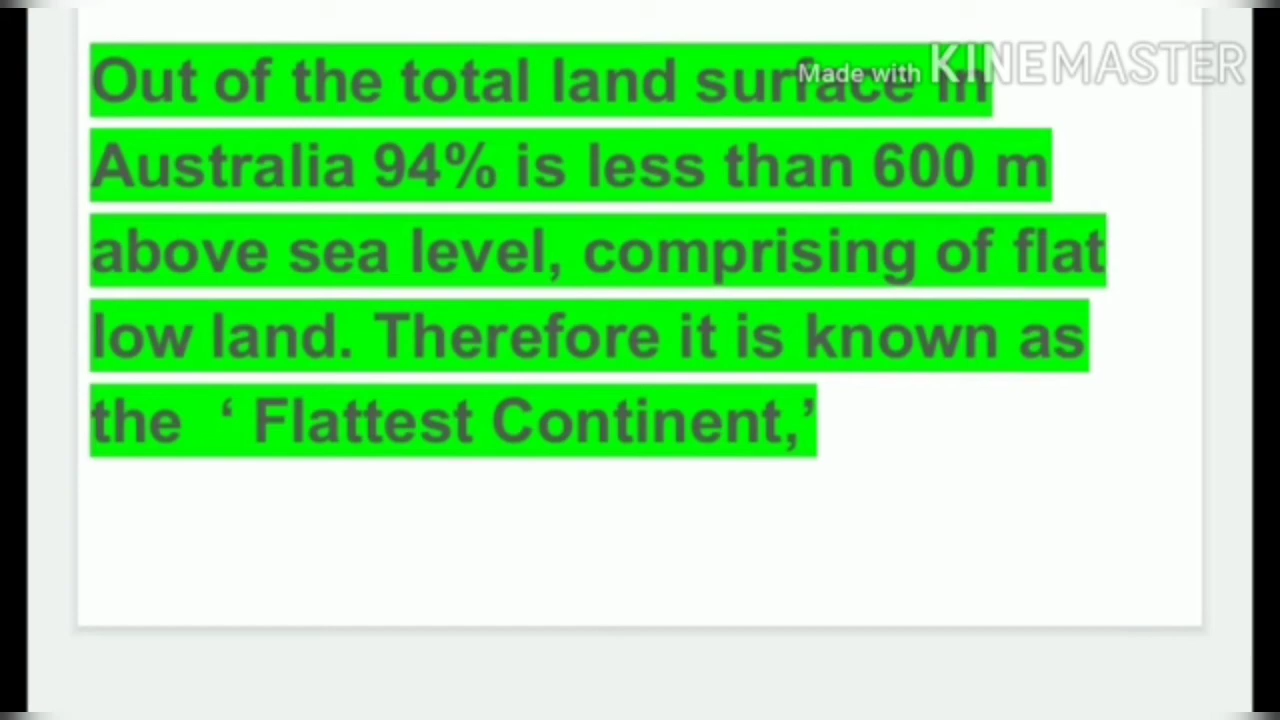 Made with KINEMASTER
Out of the total land surface in
Australia 94% is less than 600 m
above sea level, comprising of flat
low land. Therefore it is known as
the ‘ Flattest Continent,’